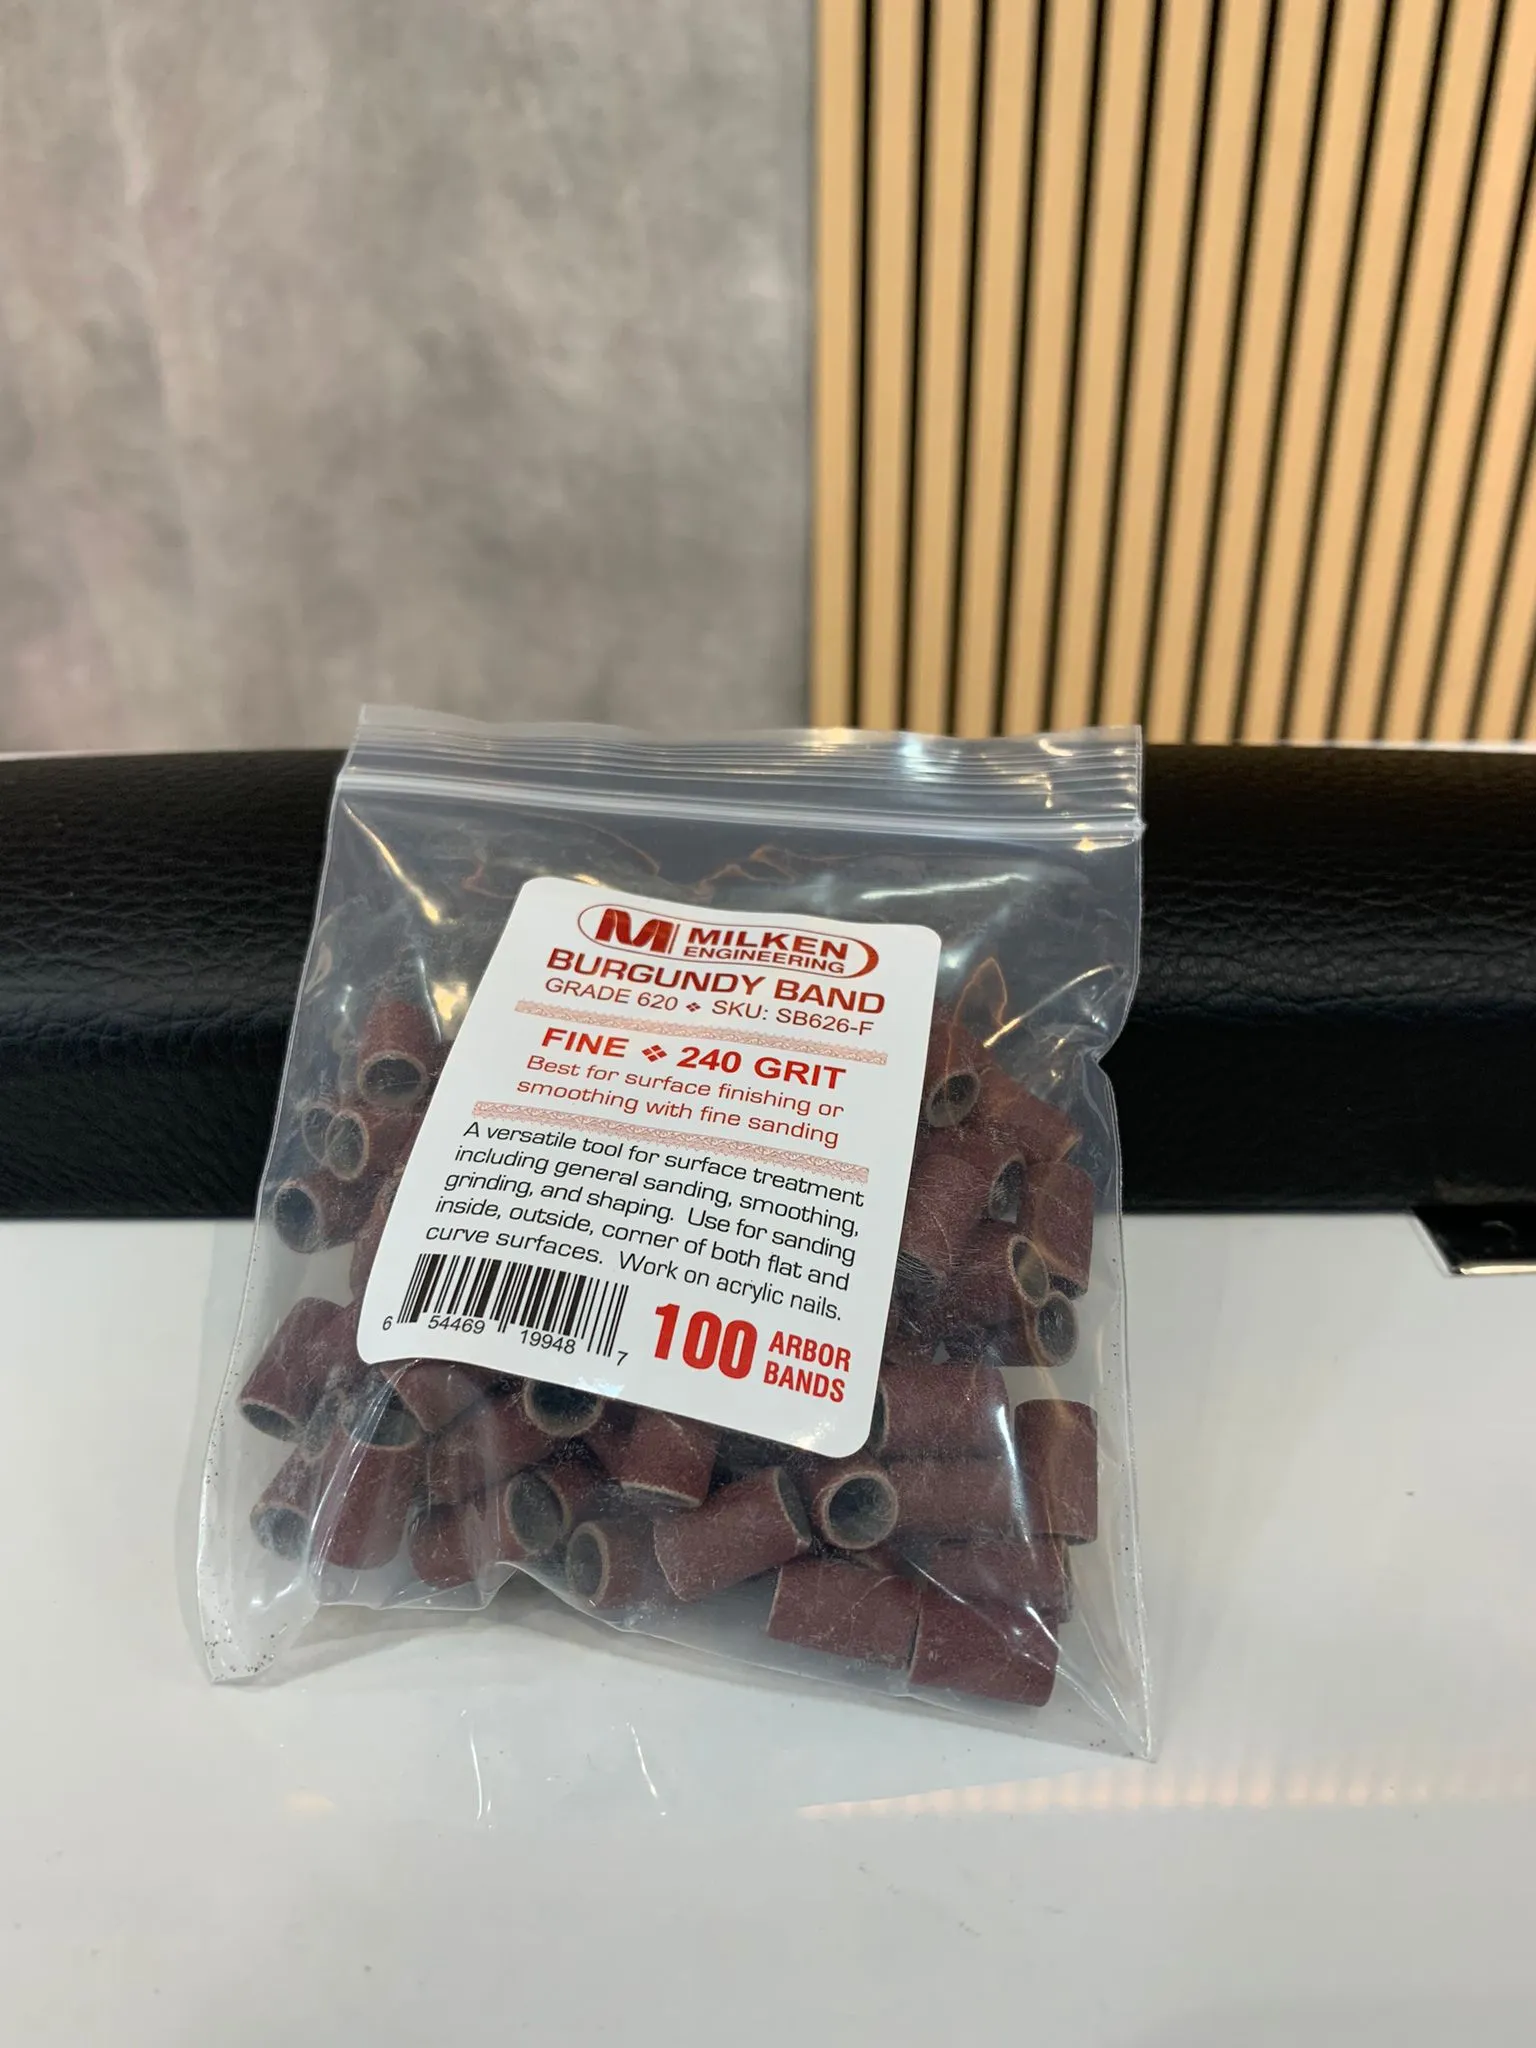 M MILKEN
ENGINEERING
BURGUNDY BAND
GRADE 620 ❖ SKU: SB626-F
FINE ❖ 240 GRIT
Best for surface finishing or
smoothing with fine sanding
A versatile tool for surface treatment
including general sanding, smoothing,
grinding, and shaping. Use for sanding
inside, outside, corner of both flat and
curve surfaces. Work on acrylic nails.
6 54469 19948 7
100 ARBOR
BANDS